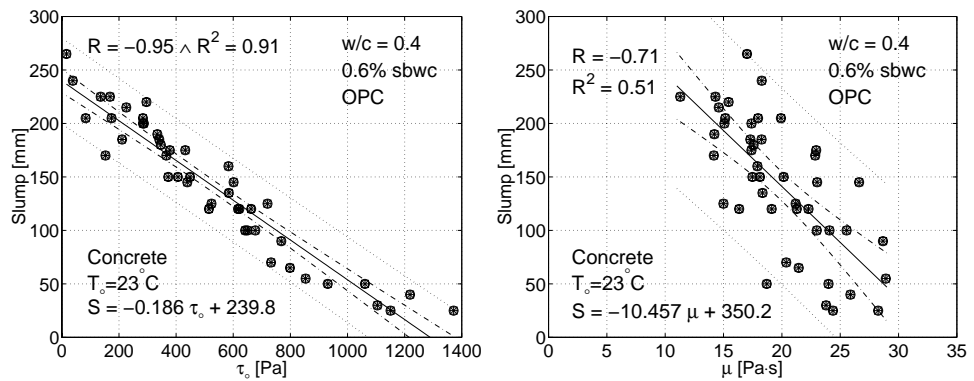 300
250
200
150
100
50
0
Slump [mm]
R = −0.95 ∧ R² = 0.91
w/c = 0.4
0.6% sbwc
OPC
Concrete
T₀=23°C
S = −0.186 τ₀ + 239.8
0 200 400 600 800 1000 1200 1400
τ₀ [Pa]
300
250
200
150
100
50
0
Slump [mm]
R = −0.71
R² = 0.51
w/c = 0.4
0.6% sbwc
OPC
Concrete
T₀=23°C
S = −10.457 μ + 350.2
0 5 10 15 20 25 30 35
μ [Pa·s]